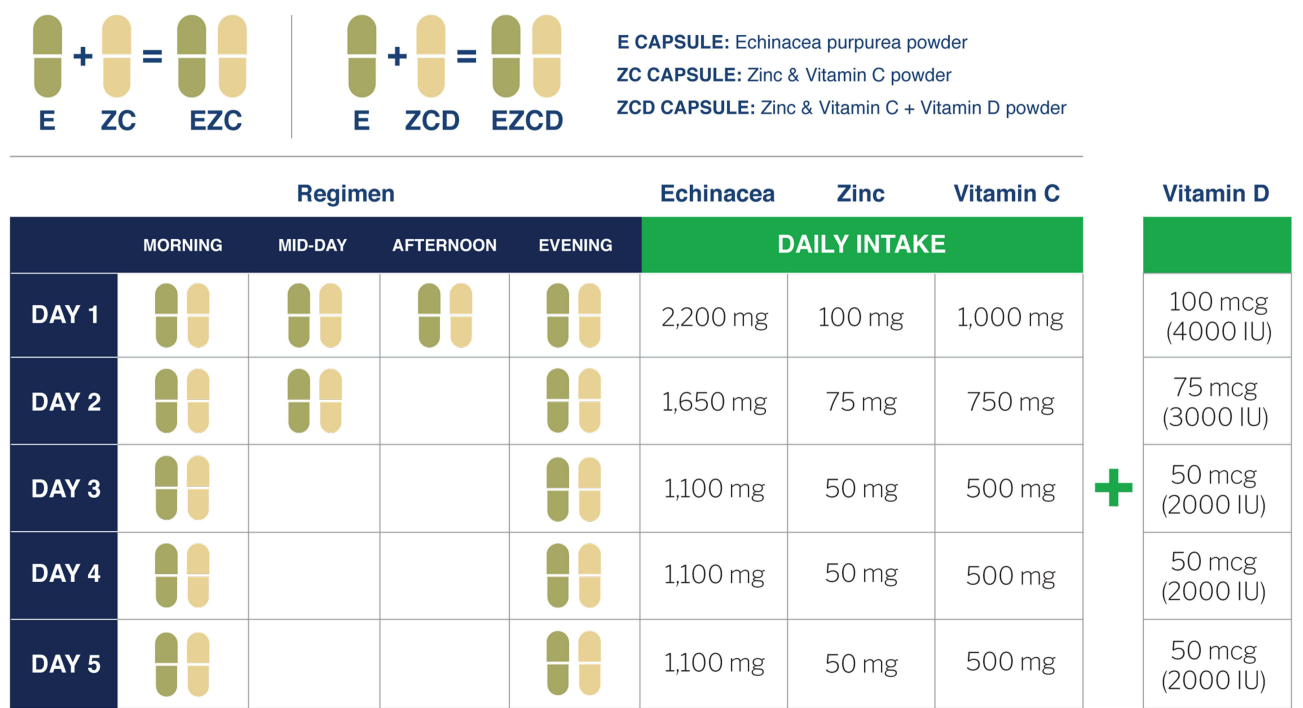 E + ZC = EZC
E + ZCD = EZCD
E CAPSULE: Echinacea purpurea powder
ZC CAPSULE: Zinc & Vitamin C powder
ZCD CAPSULE: Zinc & Vitamin C + Vitamin D powder
Regimen Echinacea Zinc Vitamin C Vitamin D
MORNING MID-DAY AFTERNOON EVENING DAILY INTAKE
DAY 1 2,200 mg 100 mg 1,000 mg 100 mcg
(4000 IU)
DAY 2 1,650 mg 75 mg 750 mg 75 mcg
(3000 IU)
DAY 3 1,100 mg 50 mg 500 mg + 50 mcg
(2000 IU)
DAY 4 1,100 mg 50 mg 500 mg 50 mcg
(2000 IU)
DAY 5 1,100 mg 50 mg 500 mg 50 mcg
(2000 IU)